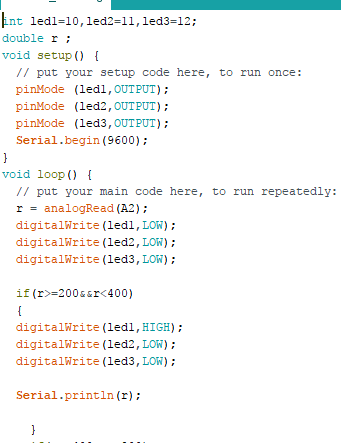 int led1=10,led2=11,led3=12;
double r ;
void setup() {
  // put your setup code here, to run once:
  pinMode (led1,OUTPUT);
  pinMode (led2,OUTPUT);
  pinMode (led3,OUTPUT);
  Serial.begin(9600);
}
void loop() {
  // put your main code here, to run repeatedly:
  r = analogRead(A2);
  digitalWrite(led1,LOW);
  digitalWrite(led2,LOW);
  digitalWrite(led3,LOW);

  if(r>=200&&r<400)
  {
  digitalWrite(led1,HIGH);
  digitalWrite(led2,LOW);
  digitalWrite(led3,LOW);

  Serial.println(r);

    }